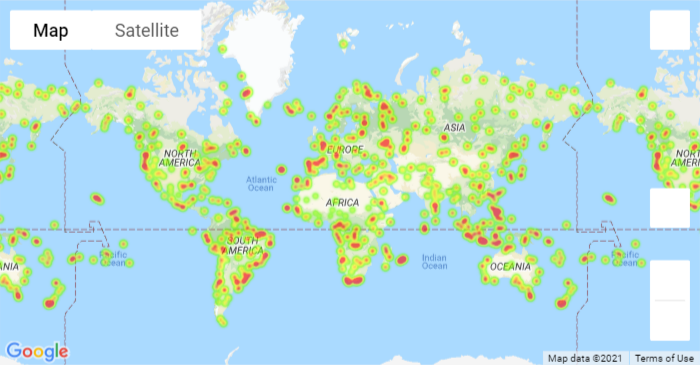 Map Satellite
ASIA
EUROPE
NORTH
AMERICA
NORTH
AMERICA
Atlantic
Ocean
AFRICA
SOUTH
AMERICA
Pacific
Ocean
Pacific
Ocean
Indian
Ocean
ANIA
OCEANIA
Google
Map data ©2021 Terms of Use